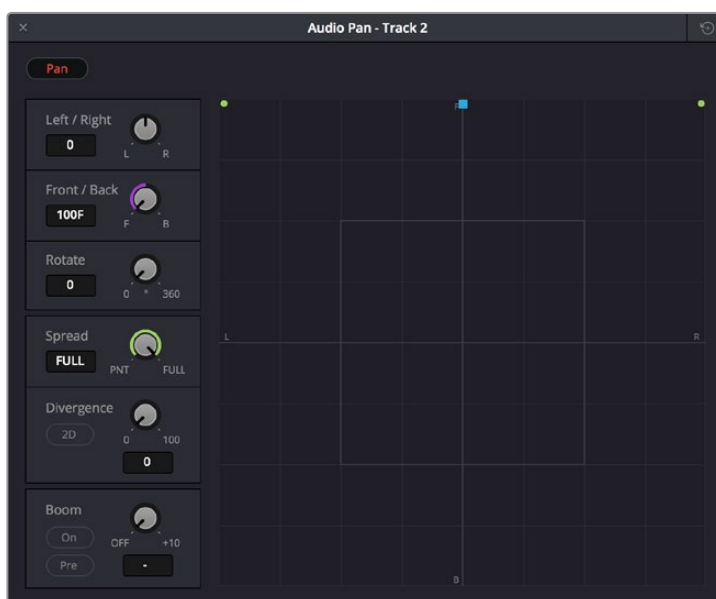 Audio Pan - Track 2
Pan
Left / Right
0
L R
Front / Back
100F
F B
Rotate
0
0 * 360
Spread
FULL
PNT FULL
Divergence
2D
0 100
0
Boom
On
OFF +10
Pre
-
F
L
R
B